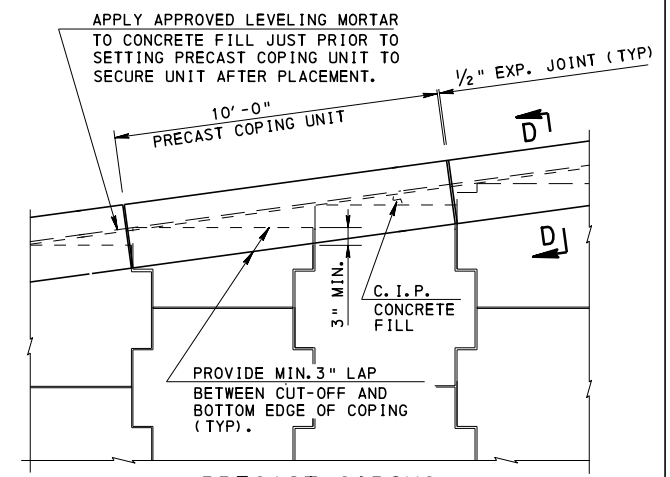 APPLY APPROVED LEVELING MORTAR
TO CONCRETE FILL JUST PRIOR TO
SETTING PRECAST COPING UNIT TO
SECURE UNIT AFTER PLACEMENT.
1/2" EXP. JOINT (TYP)
10'-0"
PRECAST COPING UNIT
D
D
3" MIN.
C.I.P.
CONCRETE
FILL
PROVIDE MIN.3" LAP
BETWEEN CUT-OFF AND
BOTTOM EDGE OF COPING
(TYP).